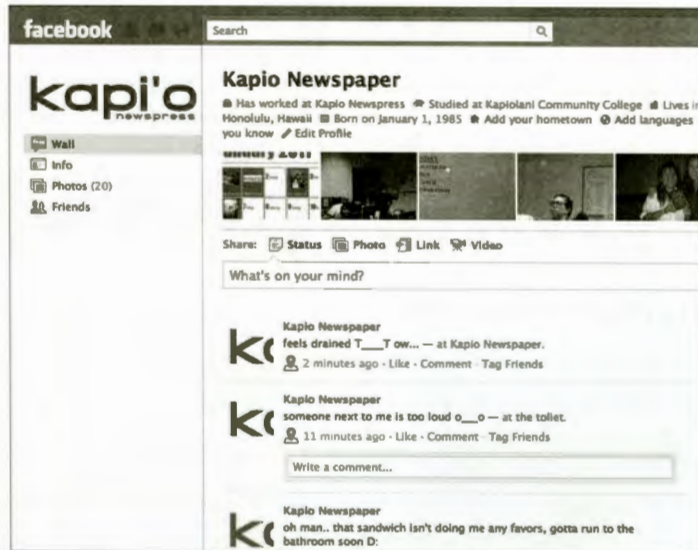 facebook
Search
kapi'o
newspress
Wall
Info
Photos (20)
Friends
Kapio Newspaper
Has worked at Kapio Newspress Studied at Kapiolani Community College Lives in
Honolulu, Hawaii Born on January 1, 1985 Add your hometown Add languages
you know Edit Profile
January 2011
Share: Status Photo Link Video
What's on your mind?
Kapio Newspaper
feels drained T___T ow... — at Kapio Newspaper.
2 minutes ago · Like · Comment · Tag Friends
Kapio Newspaper
someone next to me is too loud o___o — at the toliet.
11 minutes ago · Like · Comment · Tag Friends
Write a comment...
Kapio Newspaper
oh man.. that sandwich isn't doing me any favors, gotta run to the
bathroom soon D: